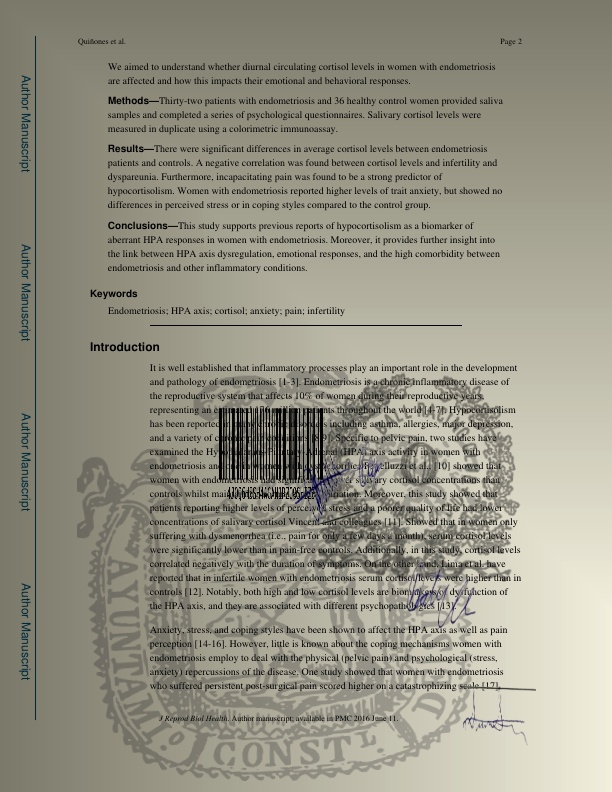 Quiñones et al.
Page 2
We aimed to understand whether diurnal circulating cortisol levels in women with endometriosis
are affected and how this impacts their emotional and behavioral responses.
Methods—Thirty-two patients with endometriosis and 36 healthy control women provided saliva
samples and completed a series of psychological questionnaires. Salivary cortisol levels were
measured in duplicate using a colorimetric immunoassay.
Results—There were significant differences in average cortisol levels between endometriosis
patients and controls. A negative correlation was found between cortisol levels and infertility and
dyspareunia. Furthermore, incapacitating pain was found to be a strong predictor of
hypocortisolism. Women with endometriosis reported higher levels of trait anxiety, but showed no
differences in perceived stress or in coping styles compared to the control group.
Conclusions—This study supports previous reports of hypocortisolism as a biomarker of
aberrant HPA responses in women with endometriosis. Moreover, it provides further insight into
the link between HPA axis dysregulation, emotional responses, and the high comorbidity between
endometriosis and other inflammatory conditions.
Keywords
Endometriosis; HPA axis; cortisol; anxiety; pain; infertility
Introduction
It is well established that inflammatory processes play an important role in the development
and pathology of endometriosis [1-3]. Endometriosis is a chronic inflammatory disease of
the reproductive system that affects 10% of women during their reproductive years,
representing an patients throughout the world [4-7]. Hypocortisolism
has been reported in including asthma, allergies, major depression,
and a variety of Specific to pelvic pain, two studies have
examined the (HPA) axis activity in women with
endometriosis and et al., [10] showed that
women with endometriosis had salivary cortisol concentrations than
controls whilst Moreover, this study showed that
patients reporting higher levels of perceived stress and a poorer quality of life had lower
concentrations of salivary cortisol Vincent and colleagues [11]. Showed that in women only
suffering with dysmenorrhea (i.e., pain for only a few days a month), serum cortisol levels
were significantly lower than in pain-free controls. Additionally, in this study, cortisol levels
correlated negatively with the duration of symptoms. On the other hand, Lima et al. have
reported that in infertile women with endometriosis serum cortisol levels were higher than in
controls [12]. Notably, both high and low cortisol levels are biomarkers of dysfunction of
the HPA axis, and they are associated with different psychopathologies [13].
Anxiety, stress, and coping styles have been shown to affect the HPA axis as well as pain
perception [14-16]. However, little is known about the coping mechanisms women with
endometriosis employ to deal with the physical (pelvic pain) and psychological (stress,
anxiety) repercussions of the disease. One study showed that women with endometriosis
who suffered persistent post-surgical pain scored higher on a catastrophizing scale [17],
J Reprod Biol Health. Author manuscript; available in PMC 2016 June 11.
Author Manuscript
Author Manuscript
Author Manuscript
Author Manuscript